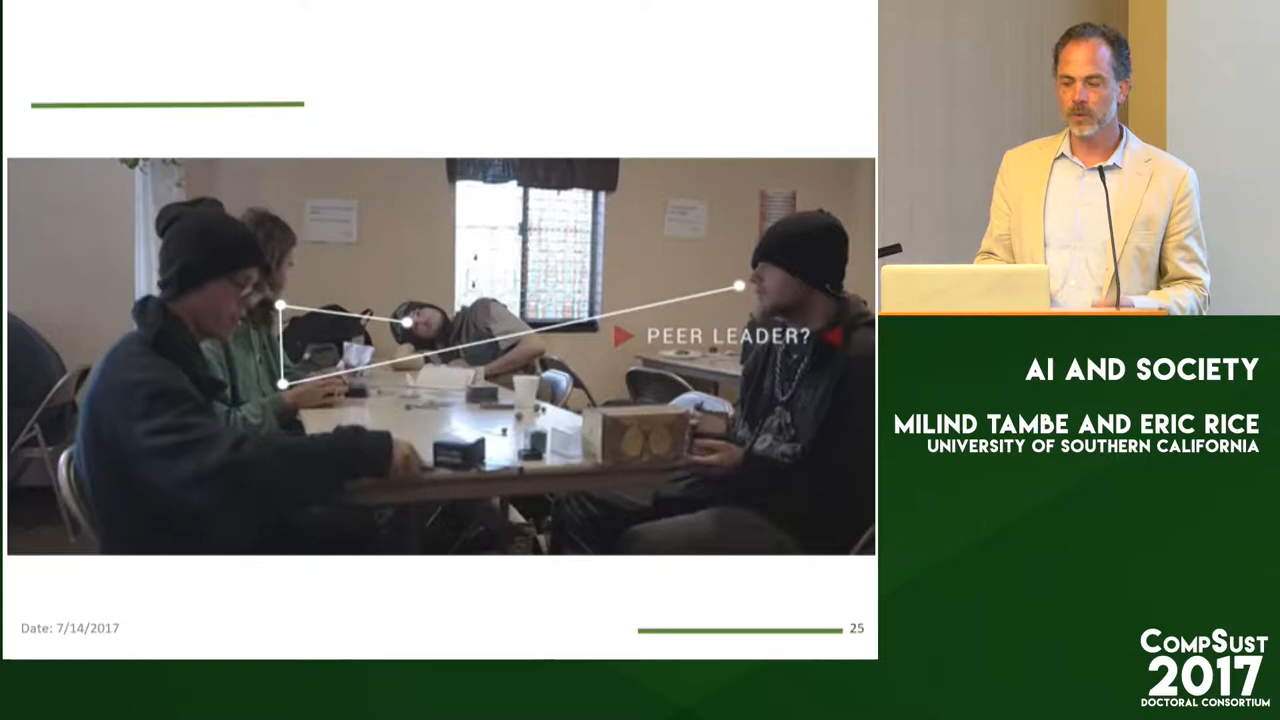 PEER LEADER?
Date: 7/14/2017
25
AI AND SOCIETY
MILIND TAMBE AND ERIC RICE
UNIVERSITY OF SOUTHERN CALIFORNIA
COMPSUST
2017
DOCTORAL CONSORTIUM